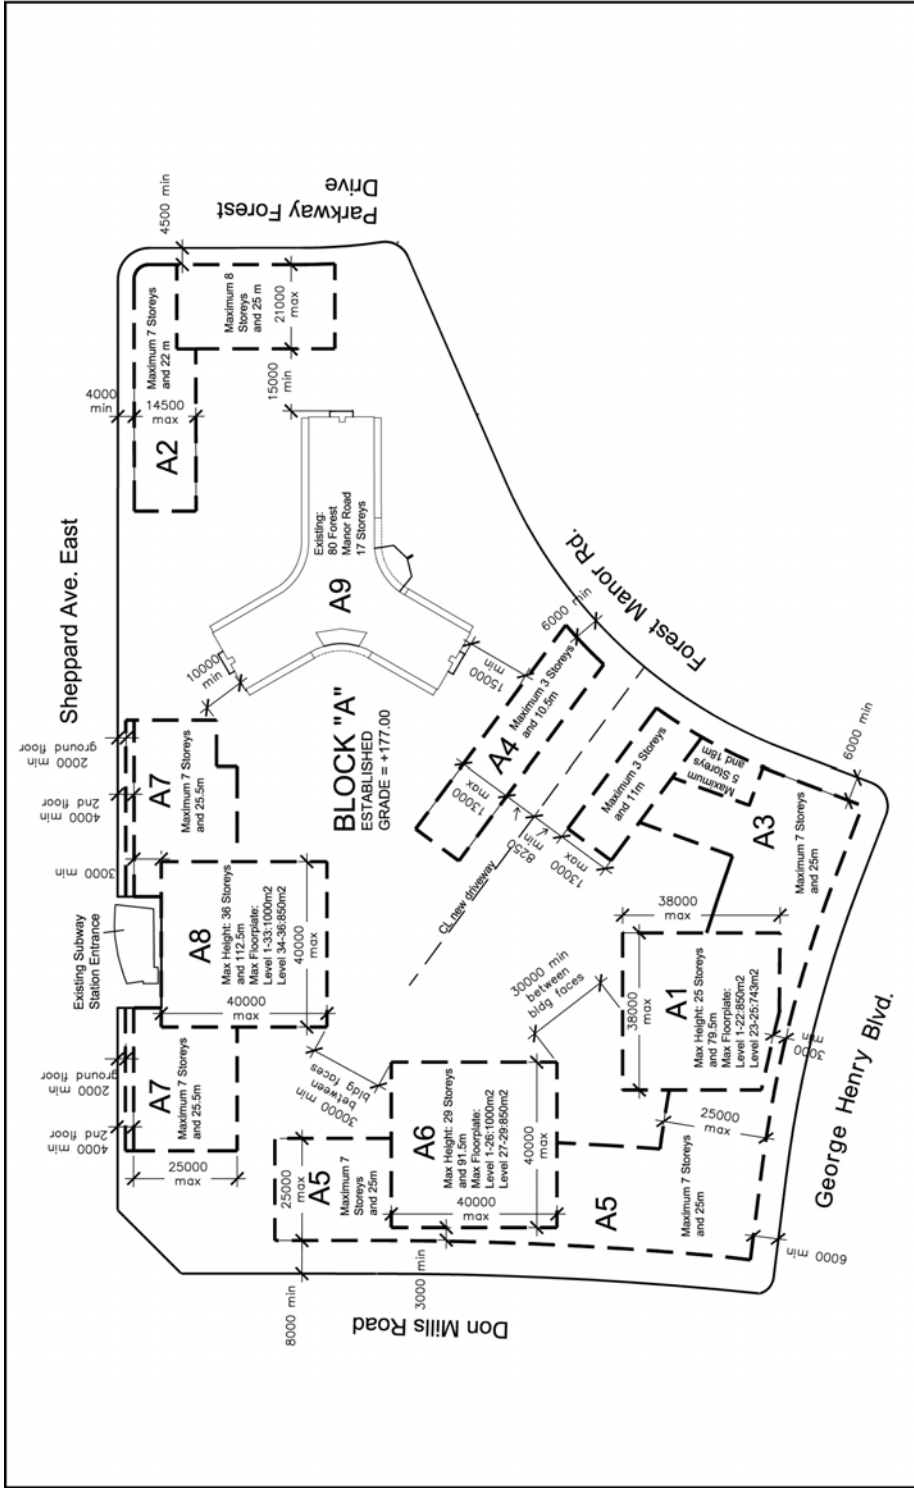 Sheppard Ave. East
Parkway Forest
Drive
4500 min
4000
min
14500
max
A2
Maximum 7 Storeys
and 22 m
Maximum 8
Storeys
and 25 m
21000
max
15000
min
Existing:
80 Forest
Manor Road
17 Storeys
A9
10000
min
15000
min
BLOCK "A"
ESTABLISHED
GRADE = +177.00
2000 min
ground floor
4000 min
2nd floor
3000 min
A7
Maximum 7 Storeys
and 25.5m
Existing Subway
Station Entrance
A8
Max Height: 36 Storeys
and 112.5m
Max Floorplate:
Level 1-33:1000m2
Level 34-36:850m2
40000
max
40000
max
2000 min
ground floor
4000 min
2nd floor
A7
Maximum 7 Storeys
and 25.5m
25000
max
30000 min
between
bldg faces
A5
Maximum 7
Storeys
and 25m
25000
max
8000 min
3000 min
A6
Max Height: 29 Storeys
and 91.5m
Max Floorplate:
Level 1-26:1000m2
Level 27-29:850m2
40000
max
40000
max
30000 min
between
bldg faces
Don Mills Road
A5
Maximum 7 Storeys
and 25m
25000
max
6000 min
A1
Max Height: 25 Storeys
and 79.5m
Max Floorplate:
Level 1-22:850m2
Level 23-25:743m2
38000
max
38000
max
3000
min
George Henry Blvd.
A3
Maximum 7 Storeys
and 25m
Maximum
5 Storeys
and 18m
Maximum 3 Storeys
and 11m
13000
max
8250
min
CL new driveway
13000
max
A4
Maximum 3 Storeys
and 10.5m
6000 min
Forest Manor Rd.
6000 min